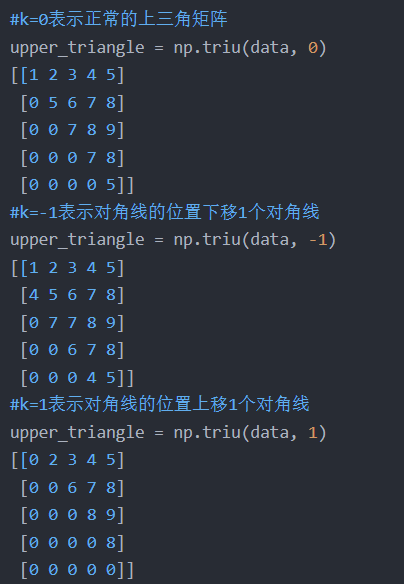 #k=0表示正常的上三角矩阵
upper_triangle = np.triu(data, 0)
[[1 2 3 4 5]
 [0 5 6 7 8]
 [0 0 7 8 9]
 [0 0 0 7 8]
 [0 0 0 0 5]]
#k=-1表示对角线的位置下移1个对角线
upper_triangle = np.triu(data, -1)
[[1 2 3 4 5]
 [4 5 6 7 8]
 [0 7 7 8 9]
 [0 0 6 7 8]
 [0 0 0 4 5]]
#k=1表示对角线的位置上移1个对角线
upper_triangle = np.triu(data, 1)
[[0 2 3 4 5]
 [0 0 6 7 8]
 [0 0 0 8 9]
 [0 0 0 0 8]
 [0 0 0 0 0]]